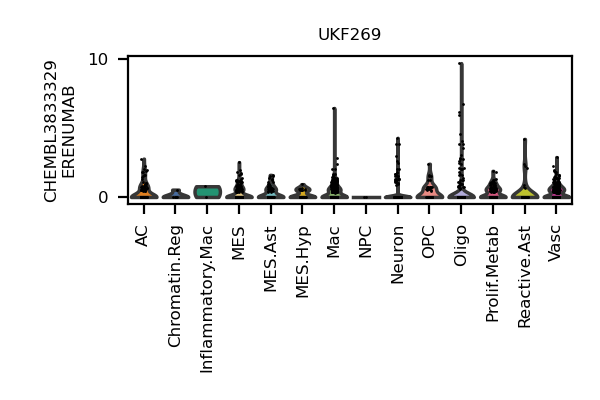 UKF269
CHEMBL3833329
ERENUMAB
10
0
AC
Chromatin.Reg
Inflammatory.Mac
MES
MES.Ast
MES.Hyp
Mac
NPC
Neuron
OPC
Oligo
Prolif.Metab
Reactive.Ast
Vasc